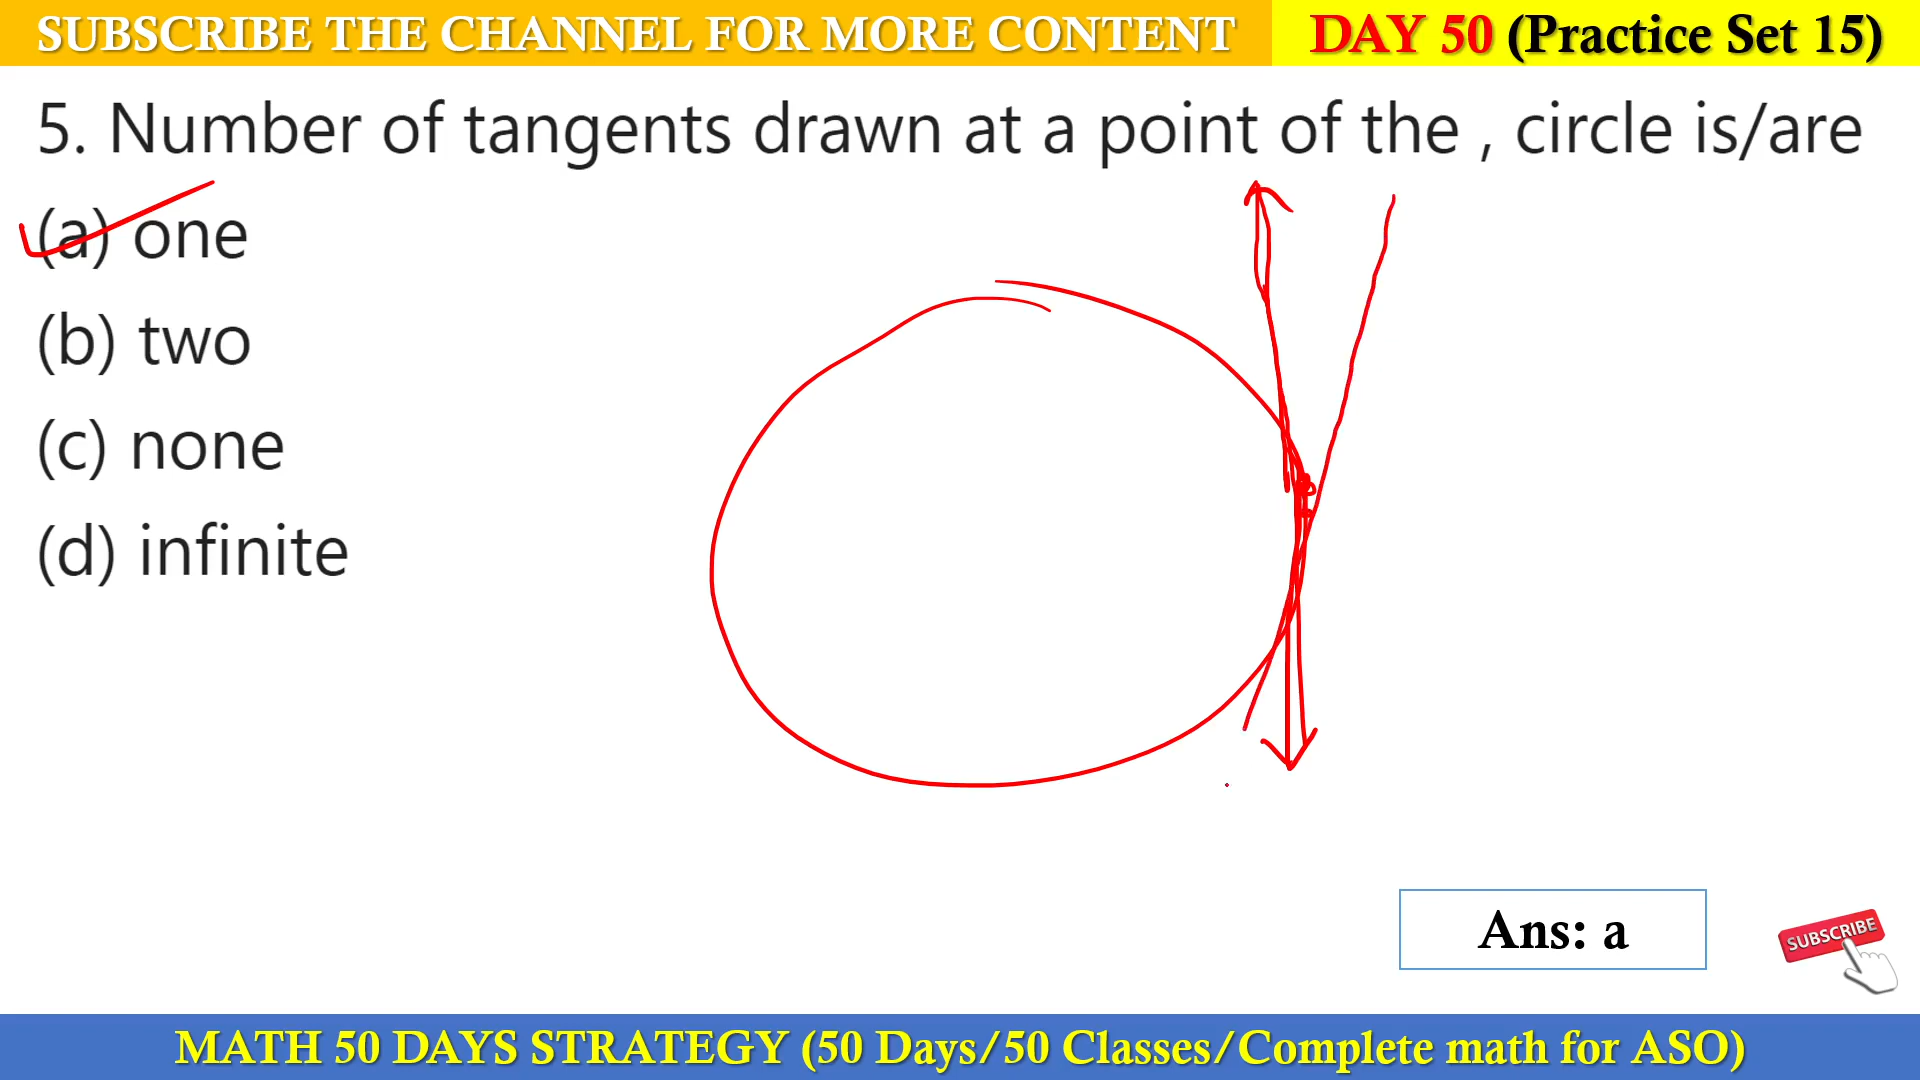 SUBSCRIBE THE CHANNEL FOR MORE CONTENT
DAY 50 (Practice Set 15)
5. Number of tangents drawn at a point of the , circle is/are
(a) one
(b) two
(c) none
(d) infinite
Ans: a
SUBSCRIBE
MATH 50 DAYS STRATEGY (50 Days/50 Classes/Complete math for ASO)